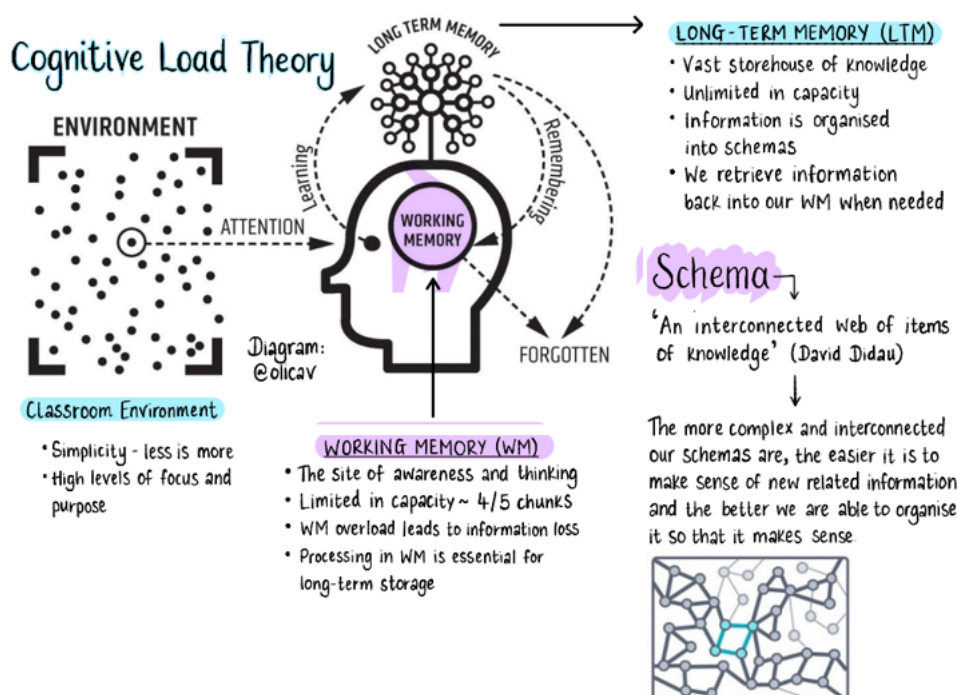 Cognitive Load Theory
ENVIRONMENT
ATTENTION
Learning
LONG TERM MEMORY
Remembering
WORKING
MEMORY
FORGOTTEN
Diagram:
@olicav
Classroom Environment
• Simplicity - less is more
• High levels of focus and
purpose
WORKING MEMORY (WM)
• The site of awareness and thinking
• Limited in capacity ~ 4/5 chunks
• WM overload leads to information loss
• Processing in WM is essential for
long-term storage
LONG-TERM MEMORY (LTM)
• Vast storehouse of knowledge
• Unlimited in capacity
• Information is organised
into schemas
• We retrieve information
back into our WM when needed
Schema
'An interconnected web of items
of knowledge' (David Didau)
The more complex and interconnected
our schemas are, the easier it is to
make sense of new related information
and the better we are able to organise
it so that it makes sense.